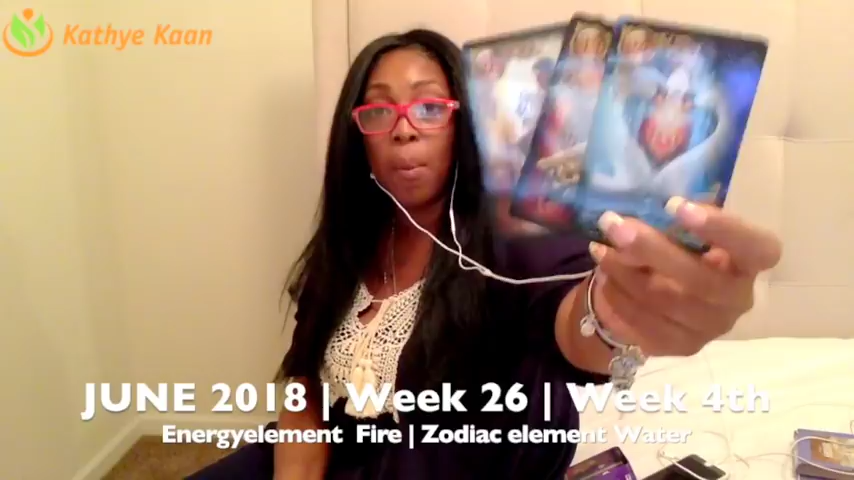 Kathye Kaan
JUNE 2018 | Week 26 | Week 4th
Energyelement Fire | Zodiac element Water